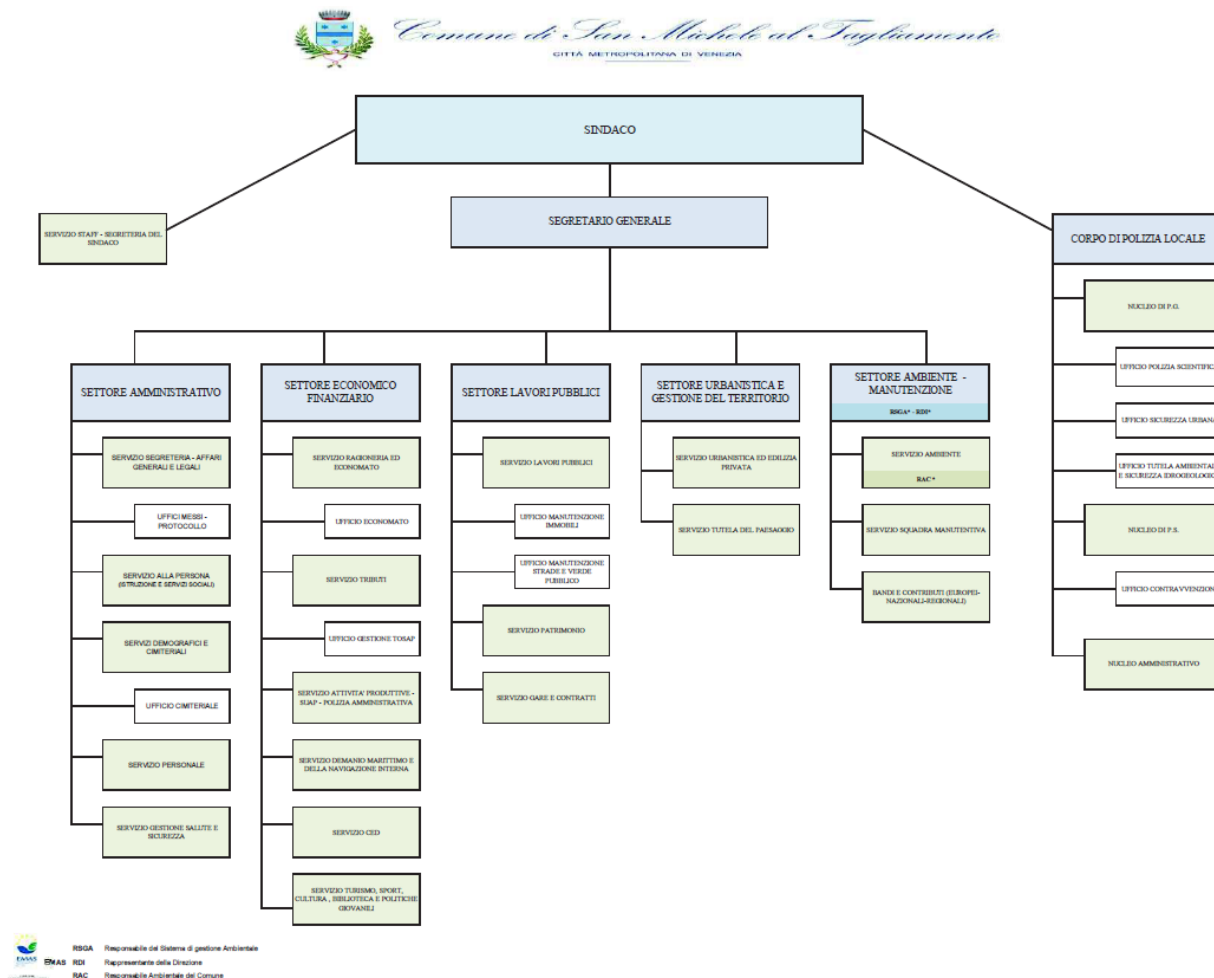 Comune di San Michele al Tagliamento
CITTÀ METROPOLITANA DI VENEZIA
SINDACO
SERVIZIO STAFF - SEGRETERIA DEL
SINDACO
SEGRETARIO GENERALE
CORPO DI POLIZIA LOCALE
NUCLEO DI P.G.
UFFICIO POLIZIA SCIENTIFIC
UFFICIO SICUREZZA URBANA
UFFICIO TUTELA AMBIENTAL
E SICUREZZA IDROGEOLOGIC
NUCLEO DI P.S.
UFFICIO CONTRAVVENZION
NUCLEO AMMINISTRATIVO
SETTORE AMMINISTRATIVO
SERVIZIO SEGRETERIA - AFFARI
GENERALI E LEGALI
UFFICI MESSI -
PROTOCOLLO
SERVIZIO ALLA PERSONA
(ISTRUZIONE E SERVIZI SOCIALI)
SERVIZI DEMOGRAFICI E
CIMITERIALI
UFFICIO CIMITERIALE
SERVIZIO PERSONALE
SERVIZIO GESTIONE SALUTE E
SICUREZZA
SETTORE ECONOMICO
FINANZIARIO
SERVIZIO RAGIONERIA ED
ECONOMATO
UFFICIO ECONOMATO
SERVIZIO TRIBUTI
UFFICIO GESTIONE TOSAP
SERVIZIO ATTIVITA' PRODUTTIVE -
SUAP - POLIZIA AMMINISTRATIVA
SERVIZIO DEMANIO MARITTIMO E
DELLA NAVIGAZIONE INTERNA
SERVIZIO CED
SERVIZIO TURISMO, SPORT,
CULTURA , BIBLIOTECA E POLITICHE
GIOVANILI
SETTORE LAVORI PUBBLICI
SERVIZIO LAVORI PUBBLICI
UFFICIO MANUTENZIONE
IMMOBILI
UFFICIO MANUTENZIONE
STRADE E VERDE
PUBBLICO
SERVIZIO PATRIMONIO
SERVIZIO GARE E CONTRATTI
SETTORE URBANISTICA E
GESTIONE DEL TERRITORIO
SERVIZIO URBANISTICA ED EDILIZIA
PRIVATA
SERVIZIO TUTELA DEL PAESAGGIO
SETTORE AMBIENTE -
MANUTENZIONE
RSGA* - RDI*
SERVIZIO AMBIENTE
RAC *
SERVIZIO SQUADRA MANUTENTIVA
BANDI E CONTRIBUTI (EUROPEI-
NAZIONALI-REGIONALI)
EMAS
RSGA Responsabile del Sistema di gestione Ambientale
EMAS RDI Rappresentante della Direzione
RAC Responsabile Ambientale del Comune